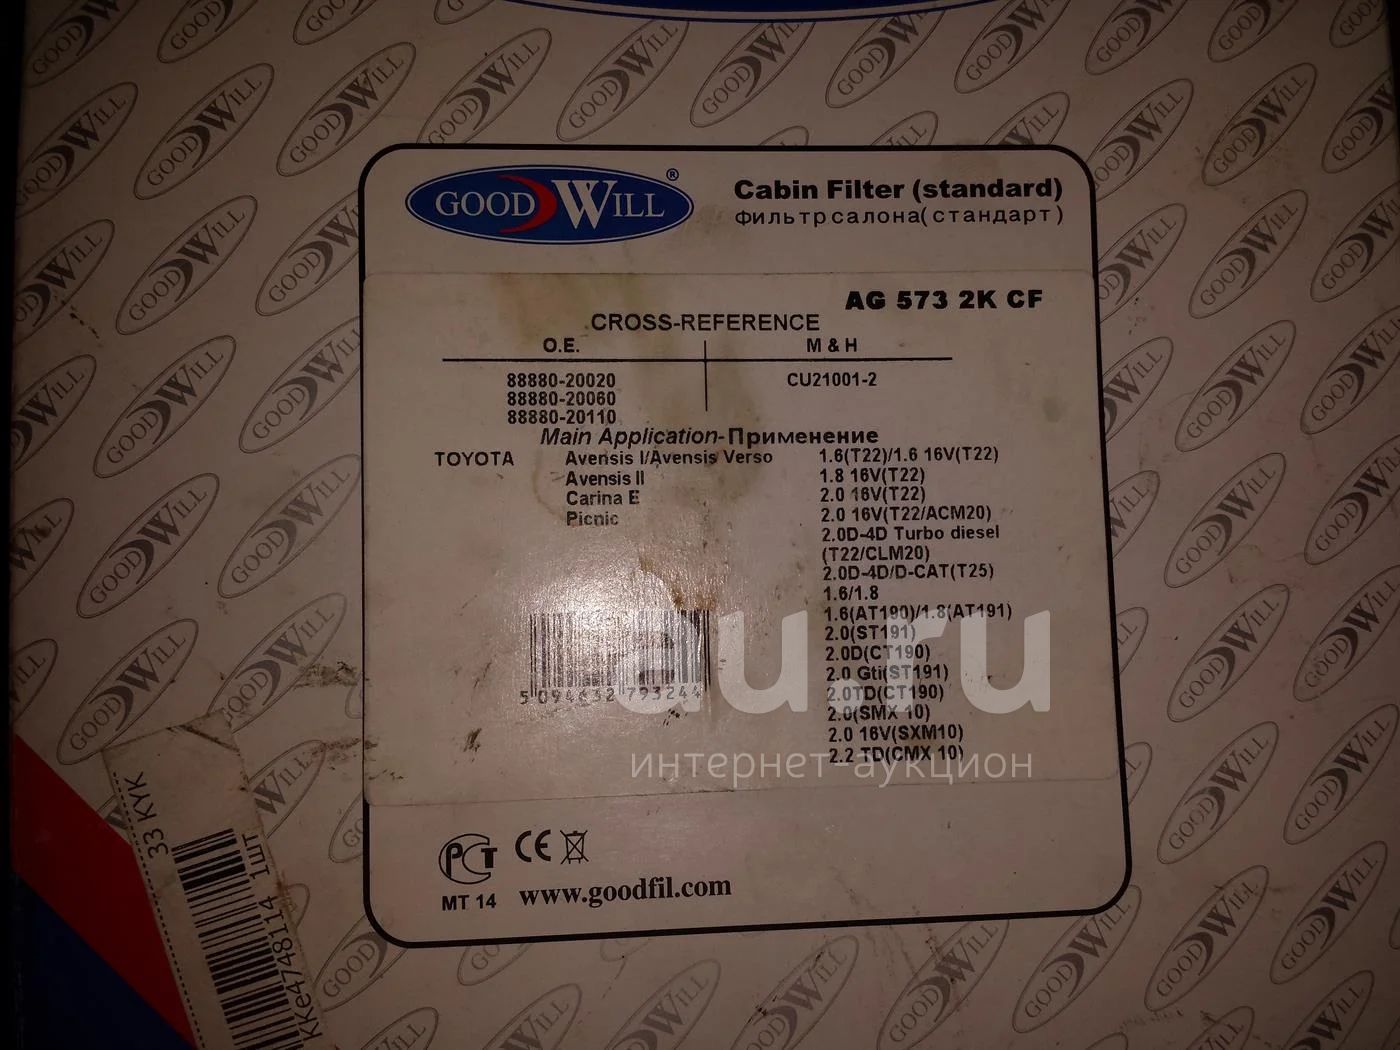 GOODWILL®
Cabin Filter (standard)
Фильтр салона(стандарт)
AG 573 2K CF
CROSS-REFERENCE
O.E. M & H
88880-20020 CU21001-2
88880-20060
88880-20110
Main Application-Применение
TOYOTA Avensis I/Avensis Verso 1.6(T22)/1.6 16V(T22)
Avensis II 1.8 16V(T22)
Carina E 2.0 16V(T22)
Picnic 2.0 16V(T22/ACM20)
2.0D-4D Turbo diesel
(T22/CLM20)
2.0D-4D/D-CAT(T25)
1.6/1.8
1.6(AT190)/1.8(AT191)
2.0(ST191)
2.0D(CT190)
2.0 Gti(ST191)
2.0TD(CT190)
2.0(SMX 10)
2.0 16V(SXM10)
2.2 TD(CMX 10)
5 094632 793244
au.ru
интернет-аукцион
РСТ CE
МТ 14 www.goodfil.com
33 KYK
KKe4748114 1шт